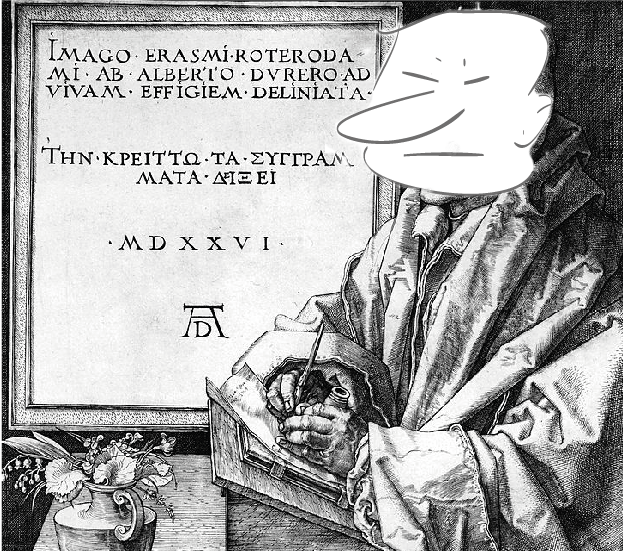 IMAGO · ERASMI · ROTERODA-
MI · AB · ALBERTO · DVRERO · AD
VIVAM · EFFIGIEM · DELINIATA ·
ΤΗΝ · ΚΡΕΙΤΤΩ · ΤΑ · ΣΥΓΓΡΑΜ
ΜΑΤΑ · ΔΙΞΕΙ
· MDXXVI ·
AD